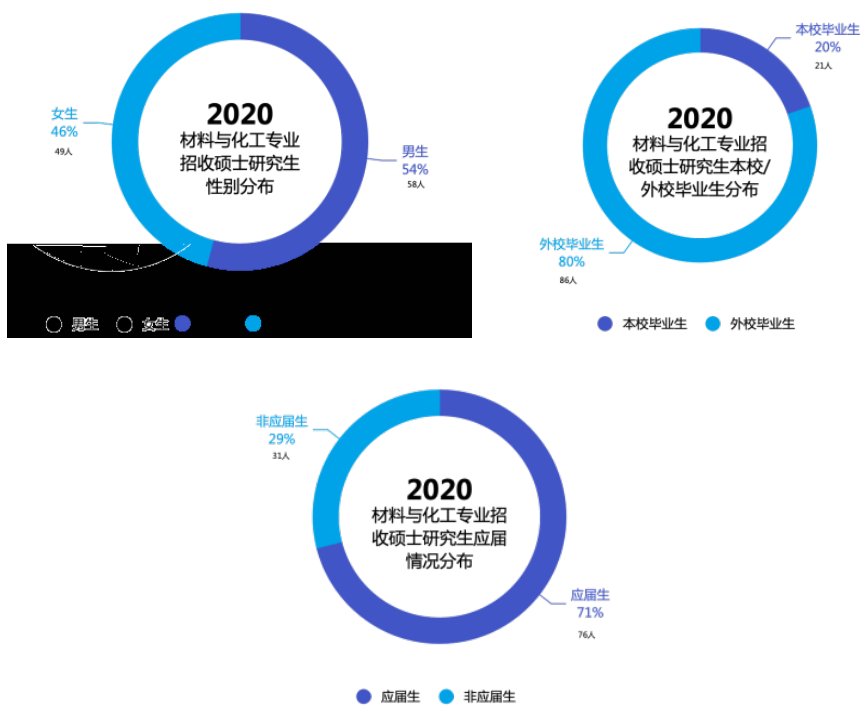 2020
材料与化工专业
招收硕士研究生
性别分布
女生
46%
49人
男生
54%
58人
男生 女生
2020
材料与化工专业招
收硕士研究生本校/
外校毕业生分布
本校毕业生
20%
21人
外校毕业生
80%
86人
本校毕业生 外校毕业生
2020
材料与化工专业招
收硕士研究生应届
情况分布
非应届生
29%
31人
应届生
71%
76人
应届生 非应届生